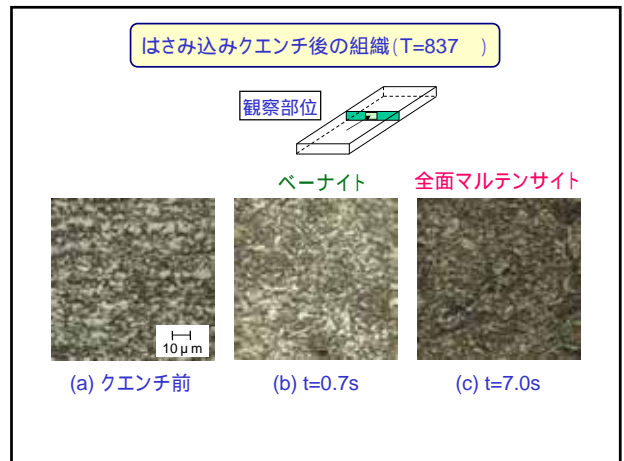 はさみ込みクエンチ後の組織(T=837 )
観察部位
ベーナイト
全面マルテンサイト
10μm
(a) クエンチ前
(b) t=0.7s
(c) t=7.0s